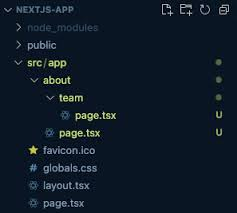 NEXTJS-APP
node_modules
public
src/app
about
team
page.tsx U
page.tsx U
favicon.ico
globals.css
layout.tsx
page.tsx